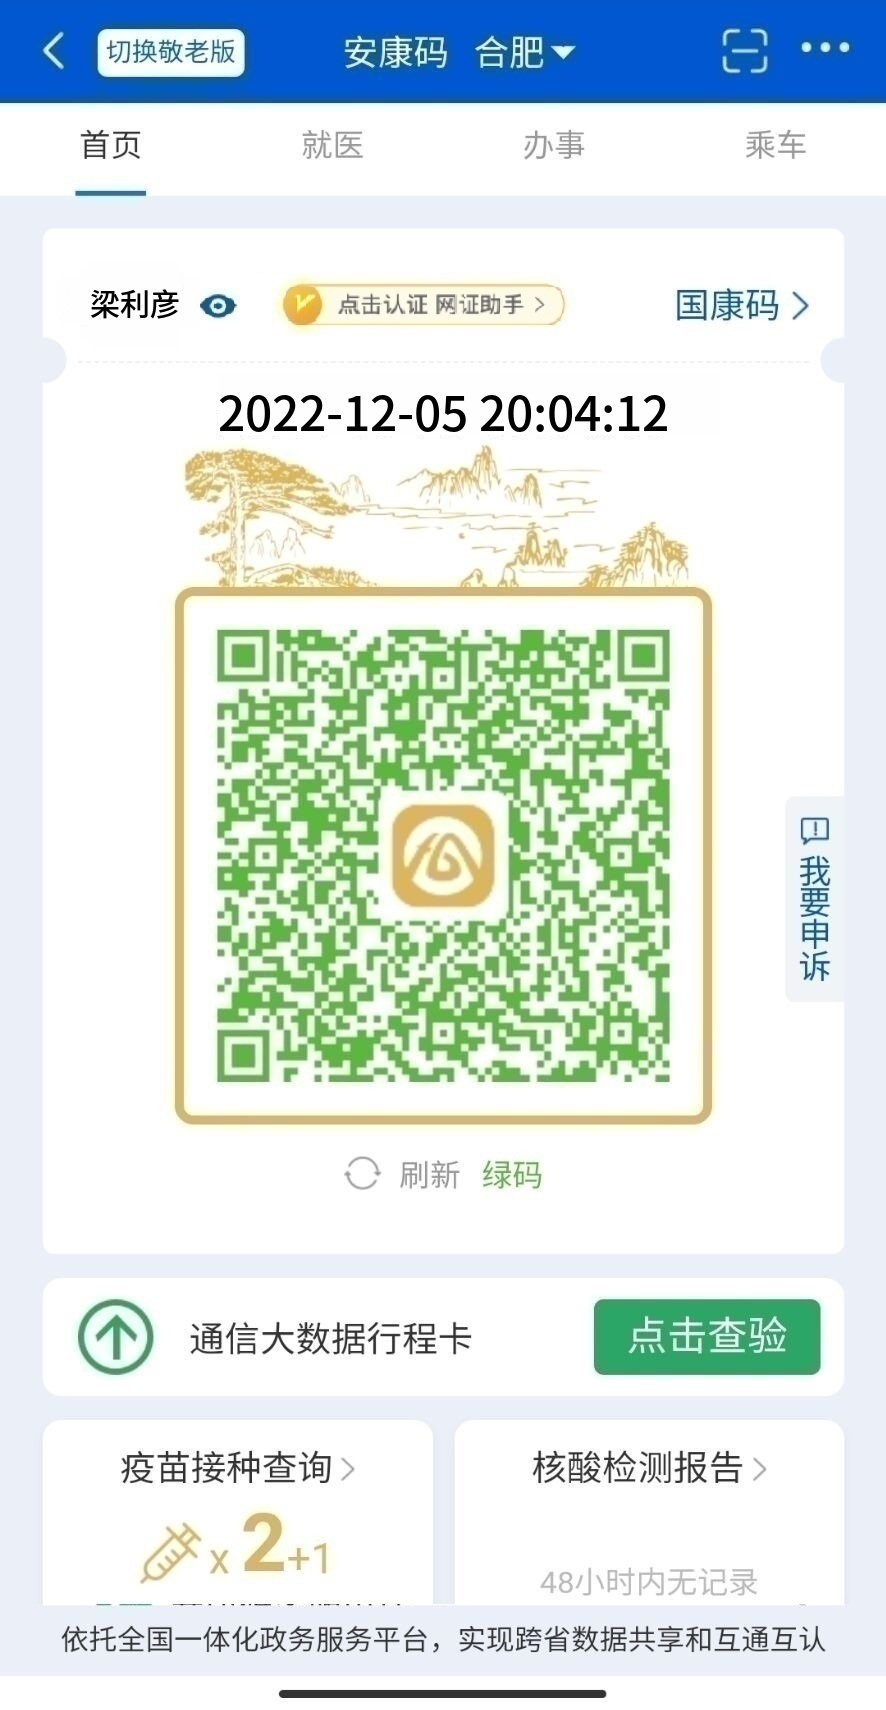 切换敬老版 安康码 合肥
首页 就医 办事 乘车
梁利彦 点击认证 网证助手 国康码
2022-12-05 20:04:12
我要申诉
刷新 绿码
通信大数据行程卡 点击查验
疫苗接种查询 核酸检测报告
x 2+1
48小时内无记录
依托全国一体化政务服务平台，实现跨省数据共享和互通互认